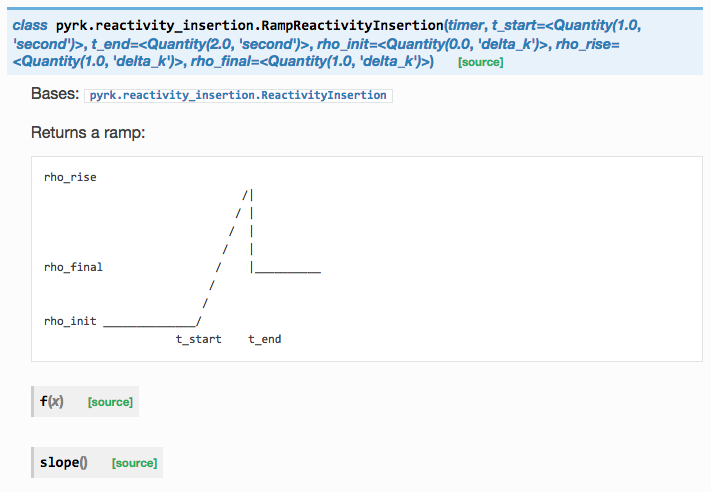 class pyrk.reactivity_insertion.RampReactivityInsertion(timer, t_start=<Quantity(1.0,
'second')>, t_end=<Quantity(2.0, 'second')>, rho_init=<Quantity(0.0, 'delta_k')>, rho_rise=
<Quantity(1.0, 'delta_k')>, rho_final=<Quantity(1.0, 'delta_k')>) [source]
Bases: pyrk.reactivity_insertion.ReactivityInsertion
Returns a ramp:
rho_rise
/|
/ |
/ |
/ |
rho_final / |__________
/
/
rho_init ______________/
t_start t_end
f(x) [source]
slope() [source]